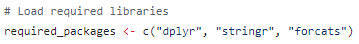 # Load required libraries
required_packages <- c("dplyr", "stringr", "forcats")